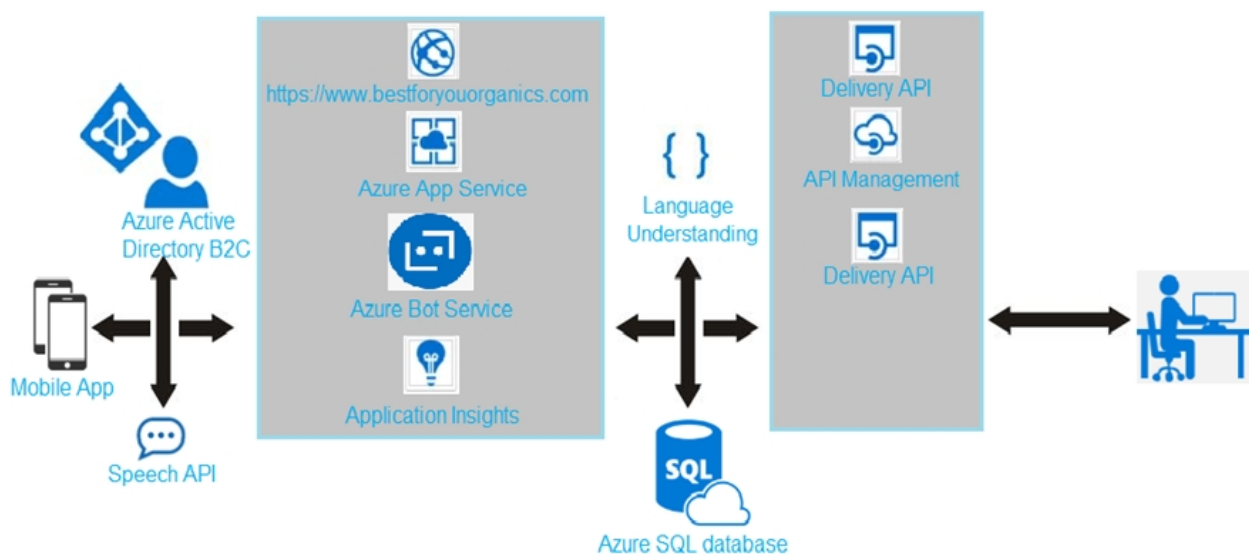 https://www.bestforyouorganics.com
Azure App Service
Azure Bot Service
Application Insights
Azure Active
Directory B2C
Mobile App
Speech API
{ }
Language
Understanding
SQL
Azure SQL database
Delivery API
API Management
Delivery API